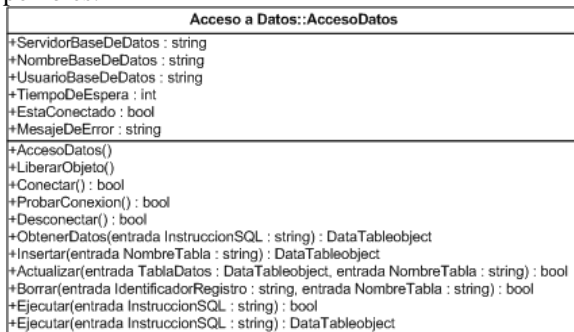 Acceso a Datos::AccesoDatos
+ServidorBaseDeDatos : string
+NombreBaseDeDatos : string
+UsuarioBaseDeDatos : string
+TiempoDeEspera : int
+EstaConectado : bool
+MesajeDeError : string
+AccesoDatos()
+LiberarObjeto()
+Conectar() : bool
+ProbarConexion() : bool
+Desconectar() : bool
+ObtenerDatos(entrada InstruccionSQL : string) : DataTableobject
+Insertar(entrada NombreTabla : string) : DataTableobject
+Actualizar(entrada TablaDatos : DataTableobject, entrada NombreTabla : string) : bool
+Borrar(entrada IdentificadorRegistro : string, entrada NombreTabla : string) : bool
+Ejecutar(entrada InstruccionSQL : string) : bool
+Ejecutar(entrada InstruccionSQL : string) : DataTableobject